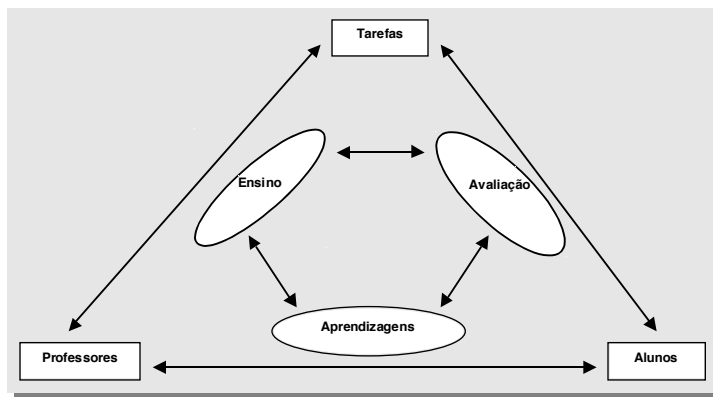 Tarefas
Ensino
Avaliação
Aprendizagens
Professores
Alunos